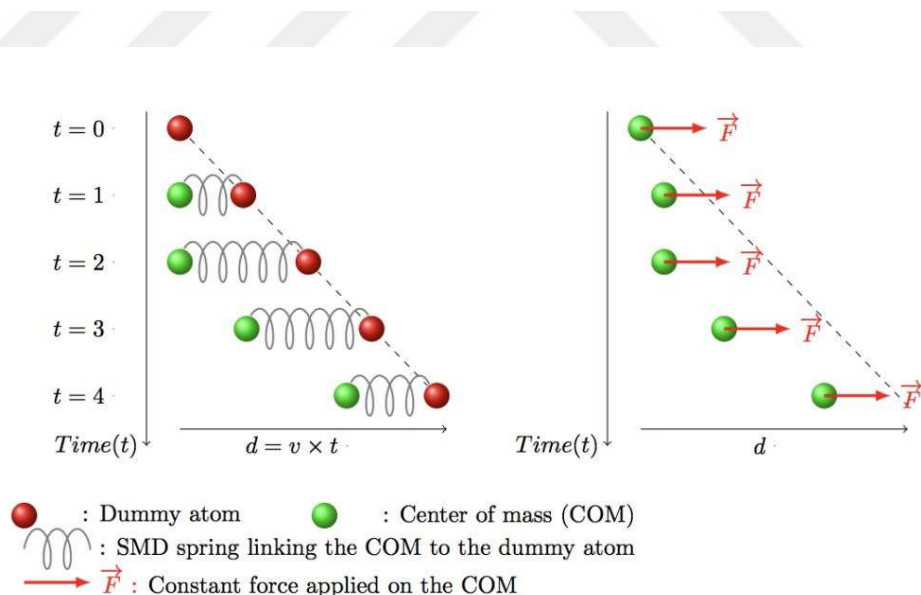 t = 0
t = 1
t = 2
t = 3
t = 4
Time(t)
d = v × t
F
F
F
F
F
Time(t)
d
: Dummy atom : Center of mass (COM)
: SMD spring linking the COM to the dummy atom
F : Constant force applied on the COM